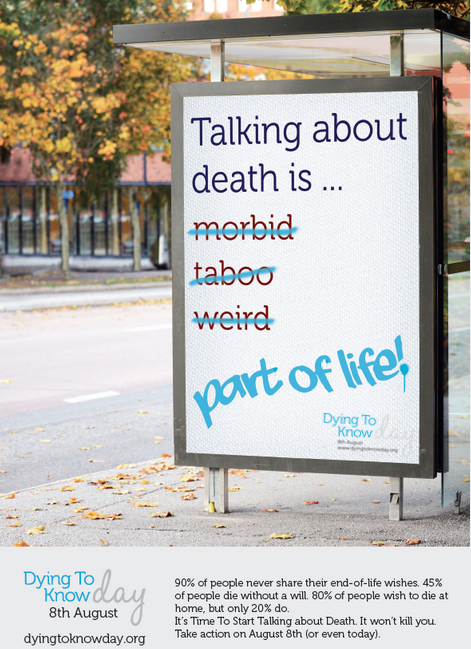 Talking about
death is ...
morbid
taboo
weird
part of life!
Dying To
Know day
8th August
www.dyingtoknowday.org
Dying To
Know day
8th August
dyingtoknowday.org
90% of people never share their end-of-life wishes. 45%
of people die without a will. 80% of people wish to die at
home, but only 20% do.
It's Time To Start Talking about Death. It won't kill you.
Take action on August 8th (or even today).